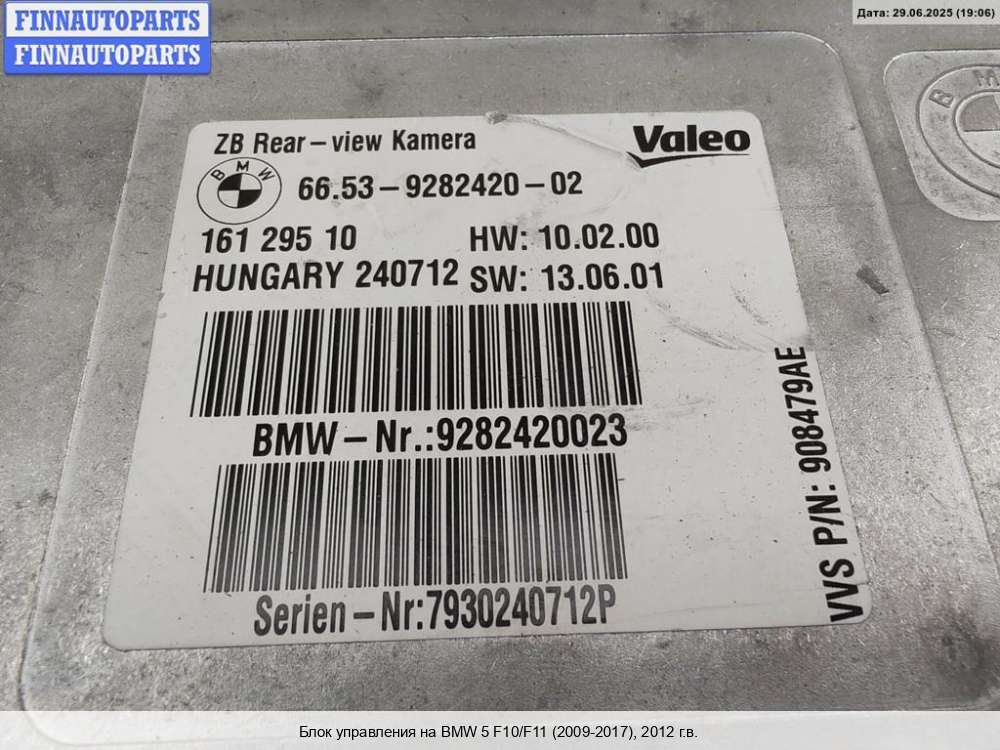 FINNAUTOPARTS
FINNAUTOPARTS
Дата: 29.06.2025 (19:06)
ZB Rear-view Kamera
Valeo
BMW
66.53-9282420-02
161 295 10
HW: 10.02.00
HUNGARY 240712
SW: 13.06.01
BMW-Nr.:9282420023
Serien-Nr:7930240712P
VVS P/N: 908479AE
Блок управления на BMW 5 F10/F11 (2009-2017), 2012 г.в.